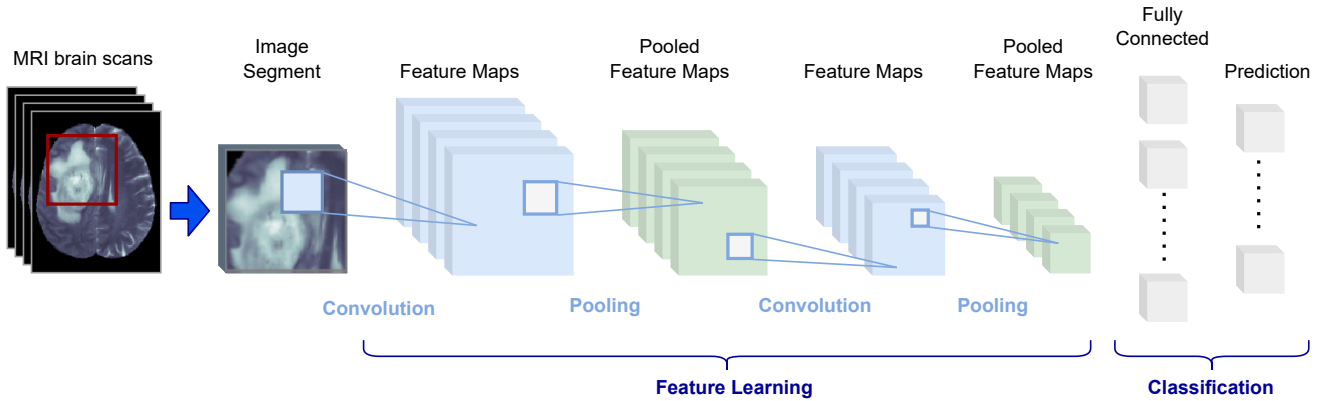 MRI brain scans
Image
Segment
Feature Maps
Pooled
Feature Maps
Feature Maps
Pooled
Feature Maps
Fully
Connected
Prediction
Convolution
Pooling
Convolution
Pooling
Feature Learning
Classification